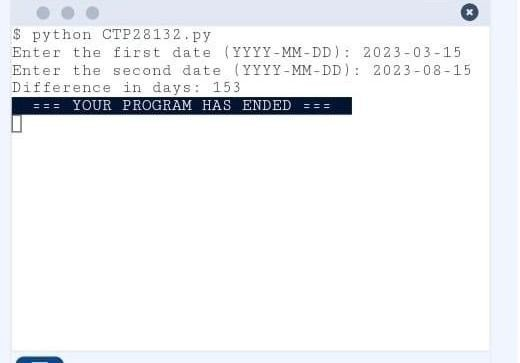 $ python CTP28132.py
Enter the first date (YYYY-MM-DD): 2023-03-15
Enter the second date (YYYY-MM-DD): 2023-08-15
Difference in days: 153
=== YOUR PROGRAM HAS ENDED ===